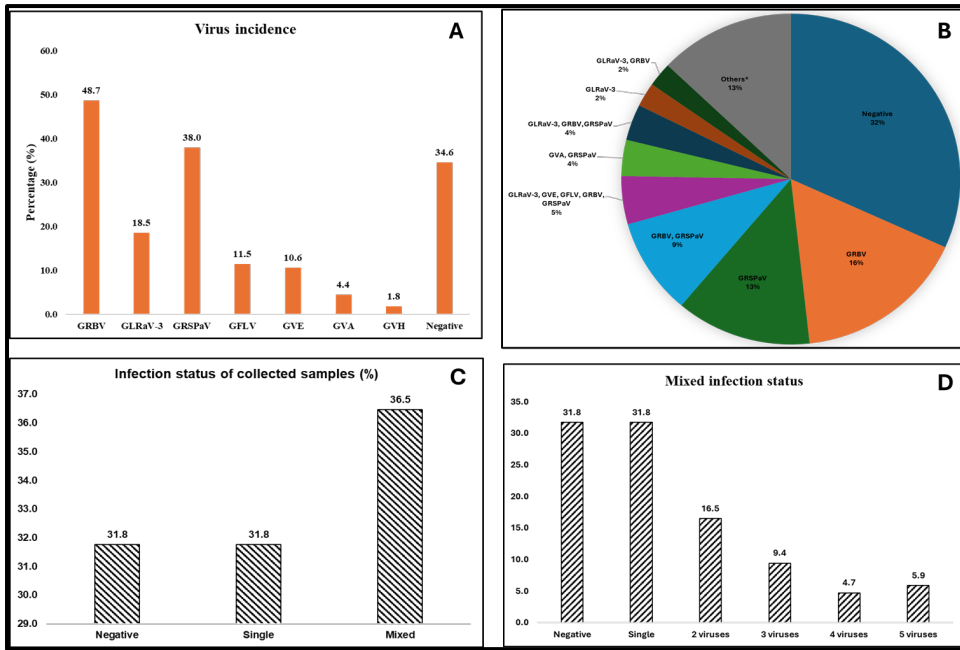 Virus incidence
A
Percentage (%)
60.0
50.0
40.0
30.0
20.0
10.0
0.0
48.7
18.5
38.0
11.5
10.6
4.4
1.8
34.6
GRBV
GLRaV-3
GRSPaV
GFLV
GVE
GVA
GVH
Negative
B
Negative
32%
GRBV
16%
GRSPaV
13%
GRBV, GRSPaV
9%
GLRaV-3, GVE, GFLV, GRBV,
GRSPaV
5%
GVA, GRSPaV
4%
GLRaV-3, GRBV,GRSPaV
4%
GLRaV-3
2%
GLRaV-3, GRBV
2%
Others*
13%
Infection status of collected samples (%)
C
37.0
36.0
35.0
34.0
33.0
32.0
31.0
30.0
29.0
31.8
31.8
36.5
Negative
Single
Mixed
Mixed infection status
D
35.0
30.0
25.0
20.0
15.0
10.0
5.0
0.0
31.8
31.8
16.5
9.4
4.7
5.9
Negative
Single
2 viruses
3 viruses
4 viruses
5 viruses